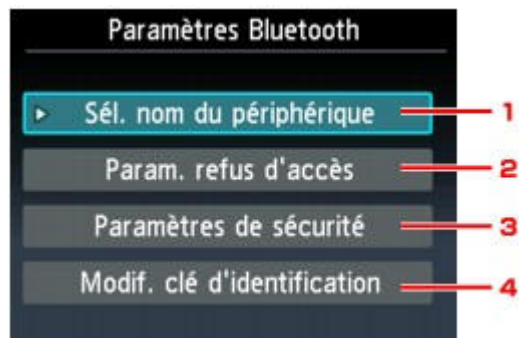 Paramètres Bluetooth
Sél. nom du périphérique 1
Param. refus d'accès 2
Paramètres de sécurité 3
Modif. clé d'identification 4